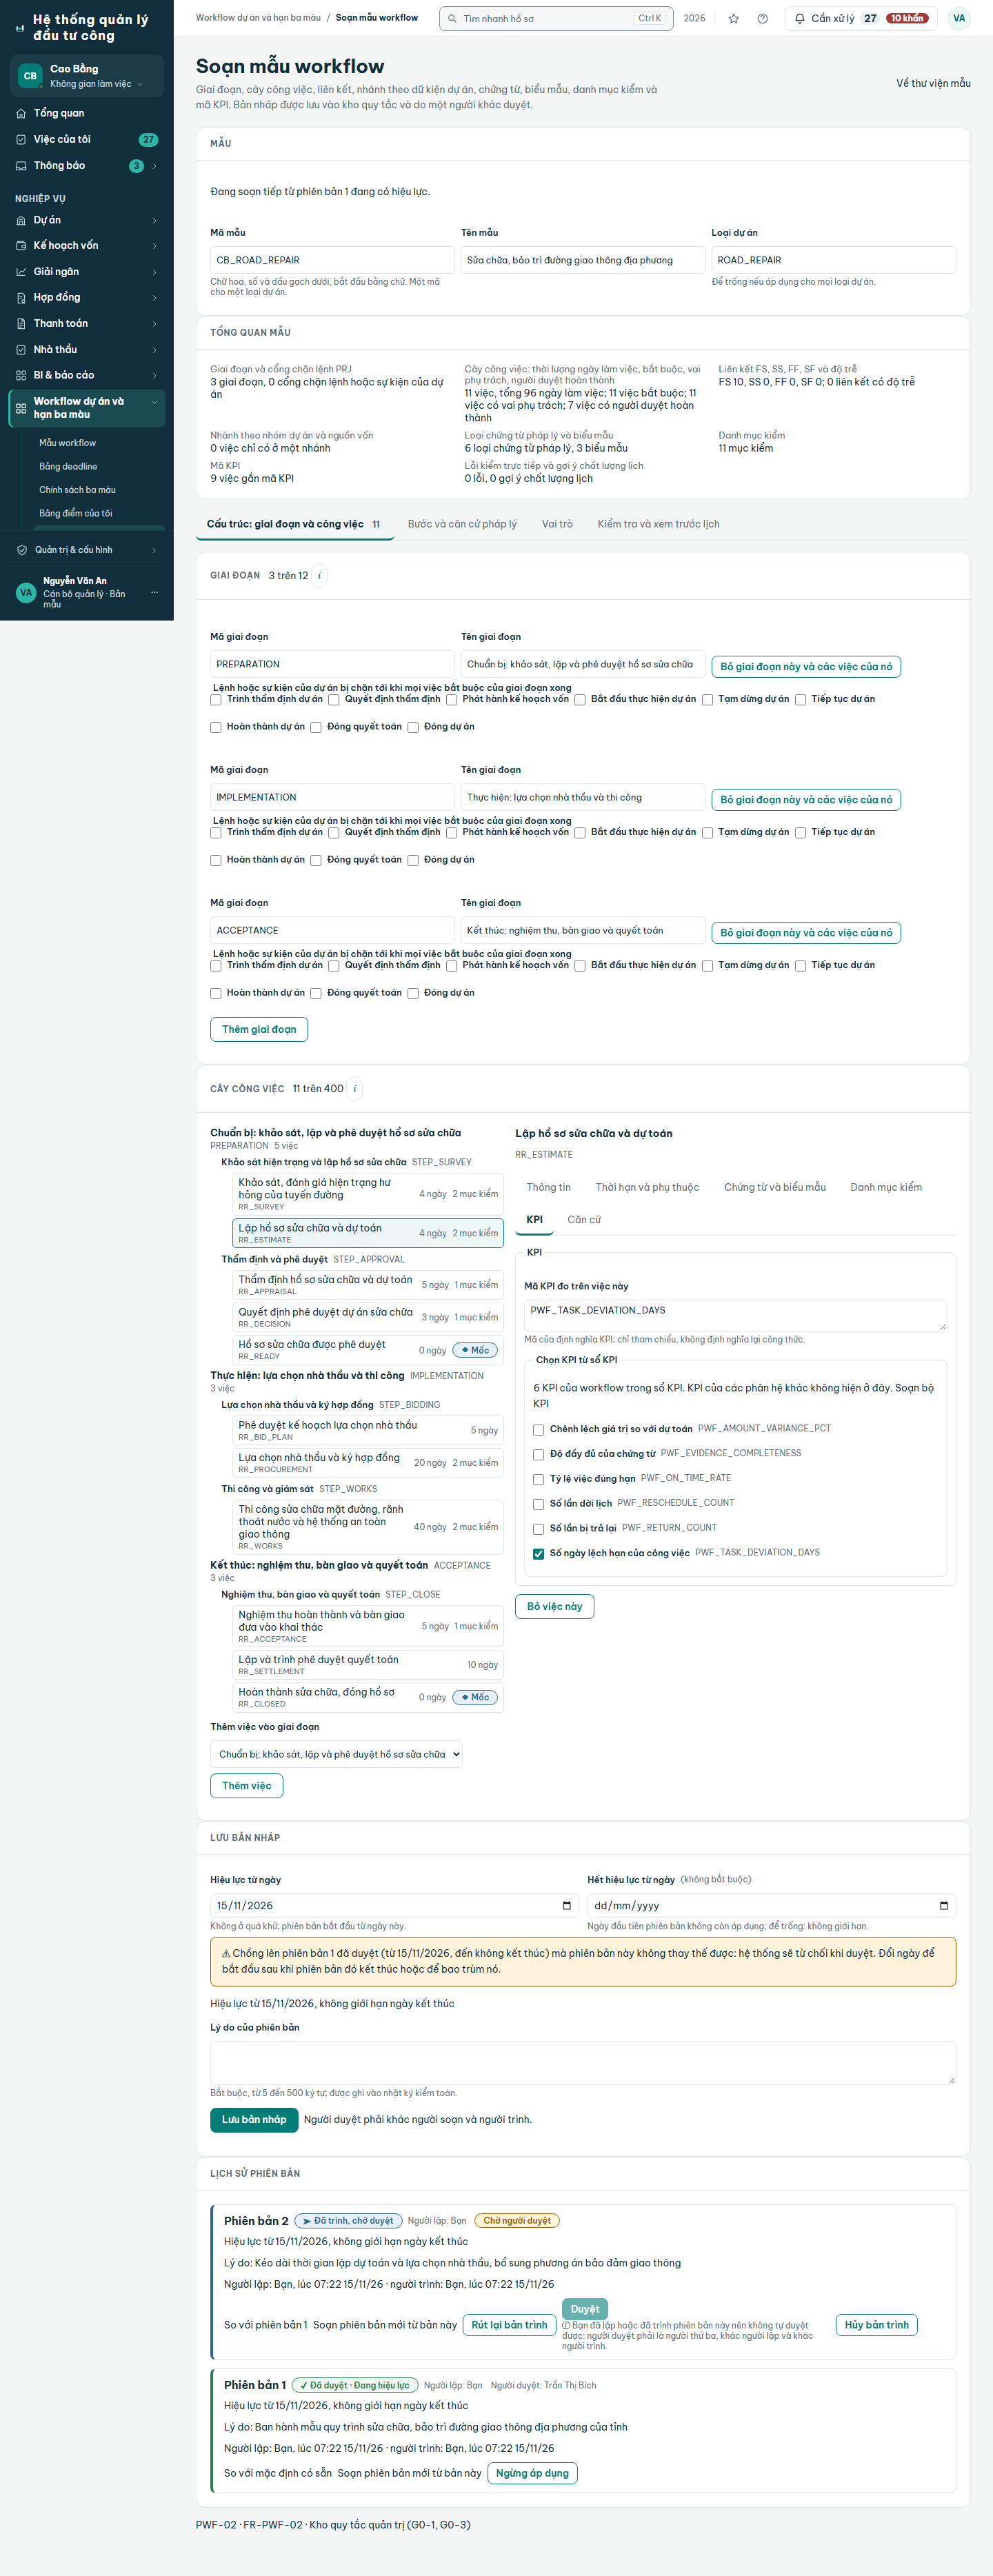 Hệ thống quản lý
đầu tư công
CB
Cao Bằng
Không gian làm việc
Tổng quan
Việc của tôi 27
Thông báo 3
NGHIỆP VỤ
Dự án
Kế hoạch vốn
Giải ngân
Hợp đồng
Thanh toán
Nhà thầu
BI & báo cáo
Workflow dự án và
hạn ba màu
Mẫu workflow
Bảng deadline
Chính sách ba màu
Bảng điểm của tôi
Quản trị & cấu hình
VA
Nguyễn Văn An
Cán bộ quản lý · Bản
mẫu
Workflow dự án và hạn ba màu / Soạn mẫu workflow
Tìm nhanh hồ sơ Ctrl K
2026
Cần xử lý 27 10 khẩn
VA
Soạn mẫu workflow
Giai đoạn, cây công việc, liên kết, nhánh theo dữ kiện dự án, chứng từ, biểu mẫu, danh mục kiểm và
mã KPI. Bản nháp được lưu vào kho quy tắc và do một người khác duyệt.
Về thư viện mẫu
MẪU
Đang soạn tiếp từ phiên bản 1 đang có hiệu lực.
Mã mẫu Tên mẫu Loại dự án
CB_ROAD_REPAIR Sửa chữa, bảo trì đường giao thông địa phương ROAD_REPAIR
Chữ hoa, số và dấu gạch dưới, bắt đầu bằng chữ. Một mã
cho một loại dự án.
Để trống nếu áp dụng cho mọi loại dự án.
TỔNG QUAN MẪU
Giai đoạn và cổng chặn lệnh PRJ
3 giai đoạn, 0 cổng chặn lệnh hoặc sự kiện của dự
án
Cây công việc: thời lượng ngày làm việc, bắt buộc, vai
phụ trách, người duyệt hoàn thành
11 việc, tổng 96 ngày làm việc; 11 việc bắt buộc; 11
việc có vai phụ trách; 7 việc có người duyệt hoàn
thành
Liên kết FS, SS, FF, SF và độ trễ
FS 10, SS 0, FF 0, SF 0; 0 liên kết có độ trễ
Nhánh theo nhóm dự án và nguồn vốn
0 việc chỉ có ở một nhánh
Loại chứng từ pháp lý và biểu mẫu
6 loại chứng từ pháp lý, 3 biểu mẫu
Danh mục kiểm
11 mục kiểm
Mã KPI
9 việc gắn mã KPI
Lỗi kiểm trực tiếp và gợi ý chất lượng lịch
0 lỗi, 0 gợi ý chất lượng lịch
Cấu trúc: giai đoạn và công việc 11 Bước và căn cứ pháp lý Vai trò Kiểm tra và xem trước lịch
GIAI ĐOẠN 3 trên 12 i
Mã giai đoạn Tên giai đoạn
PREPARATION Chuẩn bị: khảo sát, lập và phê duyệt hồ sơ sửa chữa Bỏ giai đoạn này và các việc của nó
Lệnh hoặc sự kiện của dự án bị chặn tới khi mọi việc bắt buộc của giai đoạn xong
Trình thẩm định dự án Quyết định thẩm định Phát hành kế hoạch vốn Bắt đầu thực hiện dự án Tạm dừng dự án Tiếp tục dự án
Hoàn thành dự án Đóng quyết toán Đóng dự án
Mã giai đoạn Tên giai đoạn
IMPLEMENTATION Thực hiện: lựa chọn nhà thầu và thi công Bỏ giai đoạn này và các việc của nó
Lệnh hoặc sự kiện của dự án bị chặn tới khi mọi việc bắt buộc của giai đoạn xong
Trình thẩm định dự án Quyết định thẩm định Phát hành kế hoạch vốn Bắt đầu thực hiện dự án Tạm dừng dự án Tiếp tục dự án
Hoàn thành dự án Đóng quyết toán Đóng dự án
Mã giai đoạn Tên giai đoạn
ACCEPTANCE Kết thúc: nghiệm thu, bàn giao và quyết toán Bỏ giai đoạn này và các việc của nó
Lệnh hoặc sự kiện của dự án bị chặn tới khi mọi việc bắt buộc của giai đoạn xong
Trình thẩm định dự án Quyết định thẩm định Phát hành kế hoạch vốn Bắt đầu thực hiện dự án Tạm dừng dự án Tiếp tục dự án
Hoàn thành dự án Đóng quyết toán Đóng dự án
Thêm giai đoạn
CÂY CÔNG VIỆC 11 trên 400 i
Chuẩn bị: khảo sát, lập và phê duyệt hồ sơ sửa chữa
PREPARATION 5 việc
Khảo sát hiện trạng và lập hồ sơ sửa chữa STEP_SURVEY
Khảo sát, đánh giá hiện trạng hư
hỏng của tuyến đường
RR_SURVEY
4 ngày 2 mục kiểm
Lập hồ sơ sửa chữa và dự toán
RR_ESTIMATE
4 ngày 2 mục kiểm
Thẩm định và phê duyệt STEP_APPROVAL
Thẩm định hồ sơ sửa chữa và dự toán
RR_APPRAISAL
5 ngày 1 mục kiểm
Quyết định phê duyệt dự án sửa chữa
RR_DECISION
3 ngày 1 mục kiểm
Hồ sơ sửa chữa được phê duyệt
RR_READY
0 ngày ◆ Mốc
Thực hiện: lựa chọn nhà thầu và thi công IMPLEMENTATION
3 việc
Lựa chọn nhà thầu và ký hợp đồng STEP_BIDDING
Phê duyệt kế hoạch lựa chọn nhà thầu
RR_BID_PLAN
5 ngày
Lựa chọn nhà thầu và ký hợp đồng
RR_PROCUREMENT
20 ngày 2 mục kiểm
Thi công và giám sát STEP_WORKS
Thi công sửa chữa mặt đường, rãnh
thoát nước và hệ thống an toàn
giao thông
RR_WORKS
40 ngày 2 mục kiểm
Kết thúc: nghiệm thu, bàn giao và quyết toán ACCEPTANCE
3 việc
Nghiệm thu, bàn giao và quyết toán STEP_CLOSE
Nghiệm thu hoàn thành và bàn giao
đưa vào khai thác
RR_ACCEPTANCE
5 ngày 1 mục kiểm
Lập và trình phê duyệt quyết toán
RR_SETTLEMENT
10 ngày
Hoàn thành sửa chữa, đóng hồ sơ
RR_CLOSED
0 ngày ◆ Mốc
Thêm việc vào giai đoạn
Chuẩn bị: khảo sát, lập và phê duyệt hồ sơ sửa chữa
Thêm việc
Lập hồ sơ sửa chữa và dự toán
RR_ESTIMATE
Thông tin Thời hạn và phụ thuộc Chứng từ và biểu mẫu Danh mục kiểm
KPI Căn cứ
KPI
Mã KPI đo trên việc này
PWF_TASK_DEVIATION_DAYS
Mã của định nghĩa KPI; chỉ tham chiếu, không định nghĩa lại công thức.
Chọn KPI từ sổ KPI
6 KPI của workflow trong sổ KPI. KPI của các phân hệ khác không hiện ở đây. Soạn bộ
KPI
Chênh lệch giá trị so với dự toán PWF_AMOUNT_VARIANCE_PCT
Độ đầy đủ của chứng từ PWF_EVIDENCE_COMPLETENESS
Tỷ lệ việc đúng hạn PWF_ON_TIME_RATE
Số lần dời lịch PWF_RESCHEDULE_COUNT
Số lần bị trả lại PWF_RETURN_COUNT
Số ngày lệch hạn của công việc PWF_TASK_DEVIATION_DAYS
Bỏ việc này
LƯU BẢN NHÁP
Hiệu lực từ ngày Hết hiệu lực từ ngày (không bắt buộc)
15/11/2026 dd/mm/yyyy
Không ở quá khứ; phiên bản bắt đầu từ ngày này. Ngày đầu tiên phiên bản không còn áp dụng; để trống: không giới hạn.
⚠ Chồng lên phiên bản 1 đã duyệt (từ 15/11/2026, đến không kết thúc) mà phiên bản này không thay thế được: hệ thống sẽ từ chối khi duyệt. Đổi ngày để
bắt đầu sau khi phiên bản đó kết thúc hoặc để bao trùm nó.
Hiệu lực từ 15/11/2026, không giới hạn ngày kết thúc
Lý do của phiên bản
Bắt buộc, từ 5 đến 500 ký tự; được ghi vào nhật ký kiểm toán.
Lưu bản nháp Người duyệt phải khác người soạn và người trình.
LỊCH SỬ PHIÊN BẢN
Phiên bản 2 ➤ Đã trình, chờ duyệt Người lập: Bạn Chờ người duyệt
Hiệu lực từ 15/11/2026, không giới hạn ngày kết thúc
Lý do: Kéo dài thời gian lập dự toán và lựa chọn nhà thầu, bổ sung phương án bảo đảm giao thông
Người lập: Bạn, lúc 07:22 15/11/26 · người trình: Bạn, lúc 07:22 15/11/26
So với phiên bản 1 Soạn phiên bản mới từ bản này Rút lại bản trình Duyệt
ⓘ Bạn đã lập hoặc đã trình phiên bản này nên không tự duyệt
được: người duyệt phải là người thứ ba, khác người lập và khác
người trình.
Hủy bản trình
Phiên bản 1 ✓ Đã duyệt · Đang hiệu lực Người lập: Bạn Người duyệt: Trần Thị Bích
Hiệu lực từ 15/11/2026, không giới hạn ngày kết thúc
Lý do: Ban hành mẫu quy trình sửa chữa, bảo trì đường giao thông địa phương của tỉnh
Người lập: Bạn, lúc 07:22 15/11/26 · người trình: Bạn, lúc 07:22 15/11/26
So với mặc định có sẵn Soạn phiên bản mới từ bản này Ngừng áp dụng
PWF-02 · FR-PWF-02 · Kho quy tắc quản trị (G0-1, G0-3)